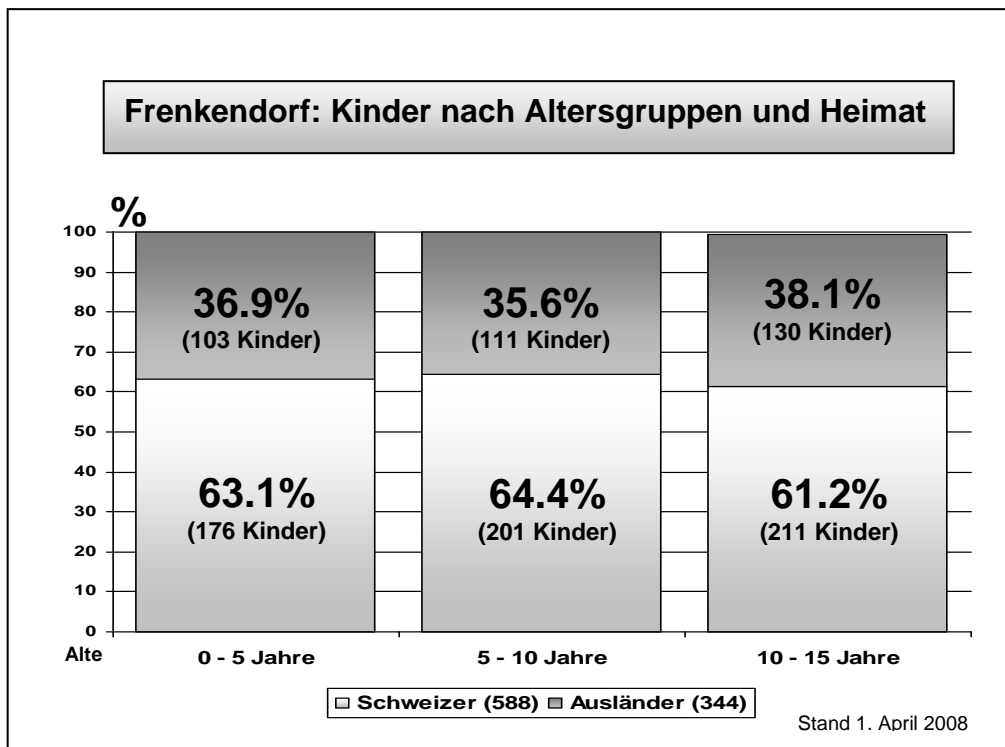 Frenkendorf: Kinder nach Altersgruppen und Heimat
%
100
90
80
70
60
50
40
30
20
10
0
36.9%
(103 Kinder)
35.6%
(111 Kinder)
38.1%
(130 Kinder)
63.1%
(176 Kinder)
64.4%
(201 Kinder)
61.2%
(211 Kinder)
Alte
0 - 5 Jahre
5 - 10 Jahre
10 - 15 Jahre
Schweizer (588) Ausländer (344)
Stand 1. April 2008